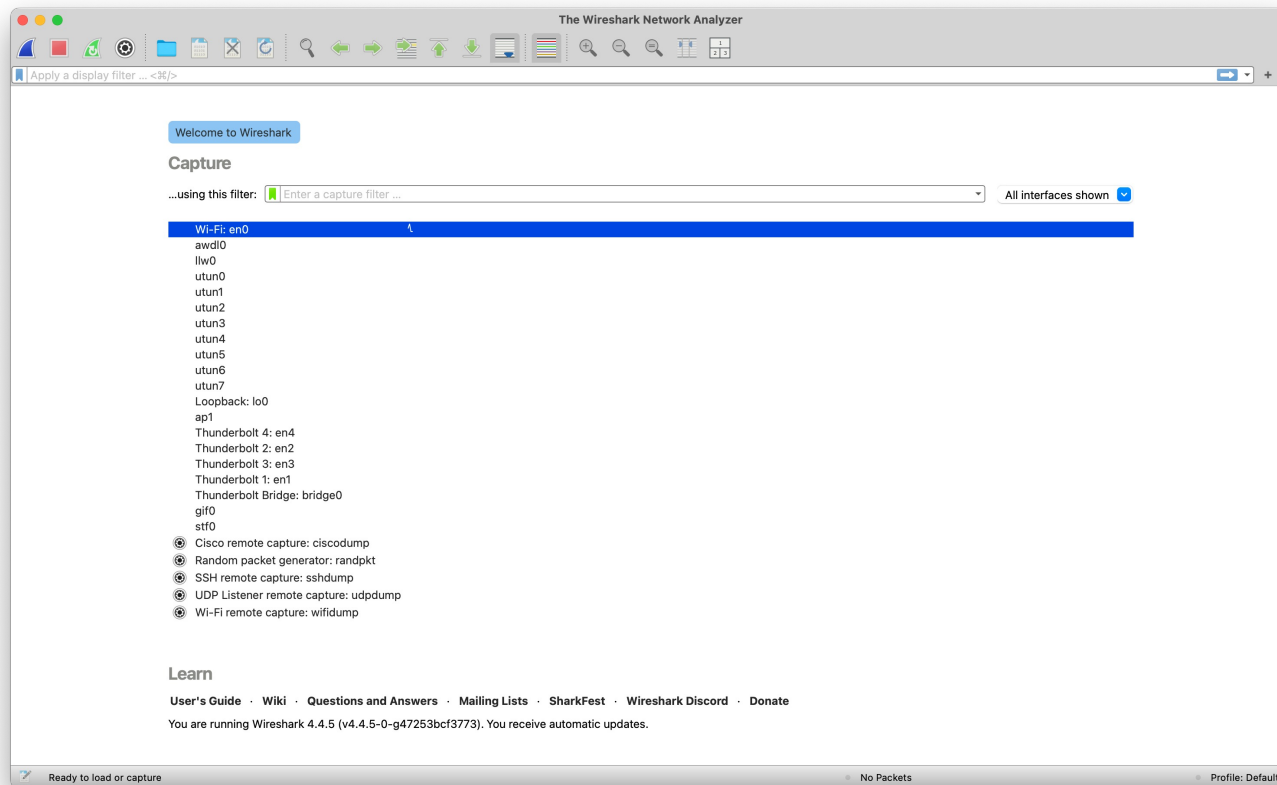 The Wireshark Network Analyzer
Apply a display filter ... <⌘/>
Welcome to Wireshark
Capture
...using this filter: Enter a capture filter ... All interfaces shown
Wi-Fi: en0
awdl0
llw0
utun0
utun1
utun2
utun3
utun4
utun5
utun6
utun7
Loopback: lo0
ap1
Thunderbolt 4: en4
Thunderbolt 2: en2
Thunderbolt 3: en3
Thunderbolt 1: en1
Thunderbolt Bridge: bridge0
gif0
stf0
Cisco remote capture: ciscodump
Random packet generator: randpkt
SSH remote capture: sshdump
UDP Listener remote capture: udpdump
Wi-Fi remote capture: wifidump
Learn
User's Guide · Wiki · Questions and Answers · Mailing Lists · SharkFest · Wireshark Discord · Donate
You are running Wireshark 4.4.5 (v4.4.5-0-g47253bcf3773). You receive automatic updates.
Ready to load or capture No Packets Profile: Default